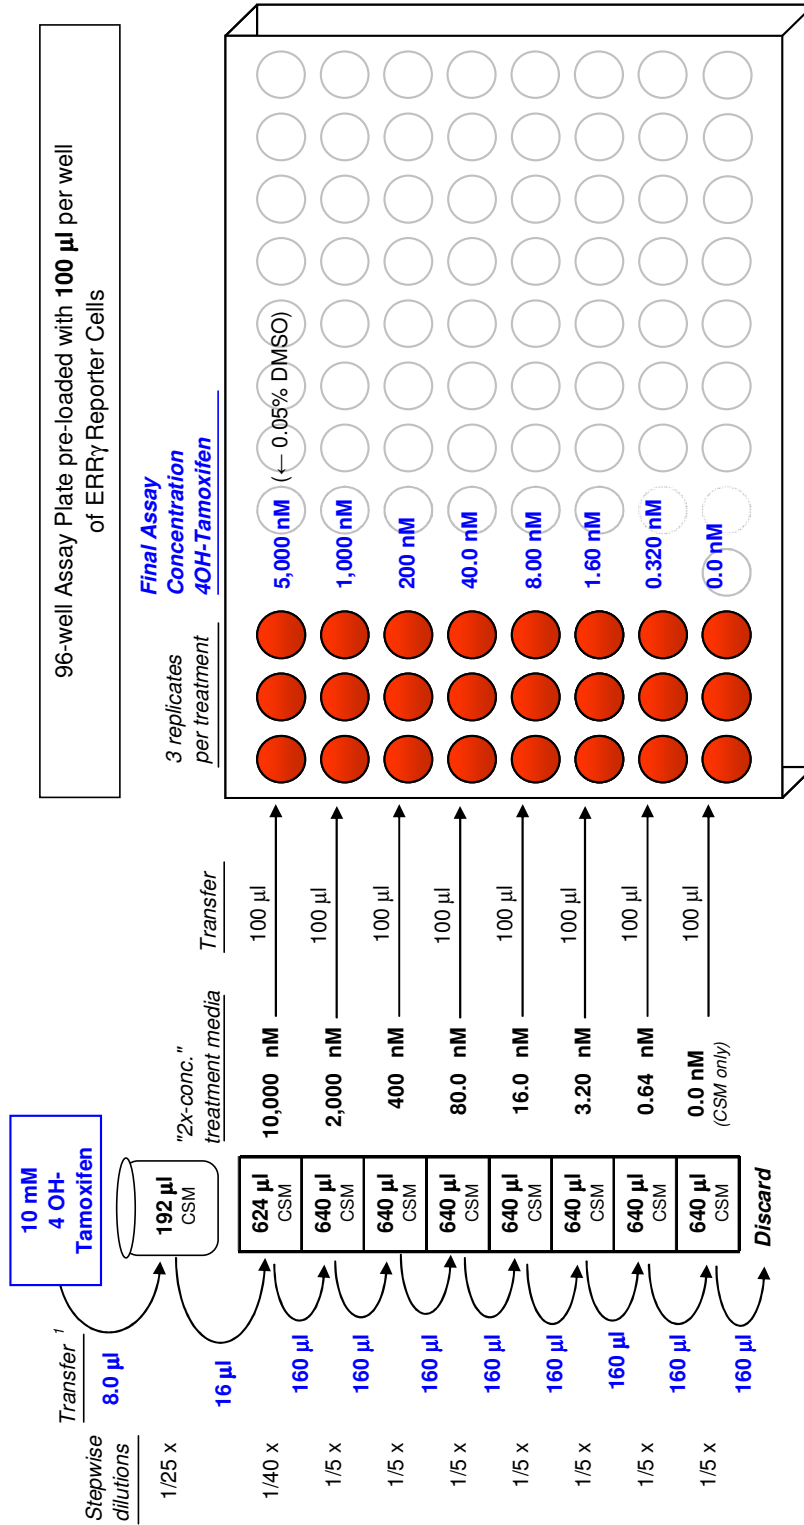 96-well Assay Plate pre-loaded with 100 µl per well
of ERRγ Reporter Cells
Stepwise
dilutions
1/25 x
1/40 x
1/5 x
1/5 x
1/5 x
1/5 x
1/5 x
1/5 x
1/5 x
Transfer 1
8.0 µl
16 µl
160 µl
160 µl
160 µl
160 µl
160 µl
160 µl
160 µl
160 µl
10 mM
4 OH-
Tamoxifen
192 µl
CSM
624 µl
CSM
640 µl
CSM
640 µl
CSM
640 µl
CSM
640 µl
CSM
640 µl
CSM
640 µl
CSM
640 µl
CSM
Discard
"2x-conc."
treatment media
10,000 nM
2,000 nM
400 nM
80.0 nM
16.0 nM
3.20 nM
0.64 nM
0.0 nM
(CSM only)
Transfer
100 µl
100 µl
100 µl
100 µl
100 µl
100 µl
100 µl
100 µl
3 replicates
per treatment
Final Assay
Concentration
4OH-Tamoxifen
5,000 nM (← 0.05% DMSO)
1,000 nM
200 nM
40.0 nM
8.00 nM
1.60 nM
0.320 nM
0.0 nM